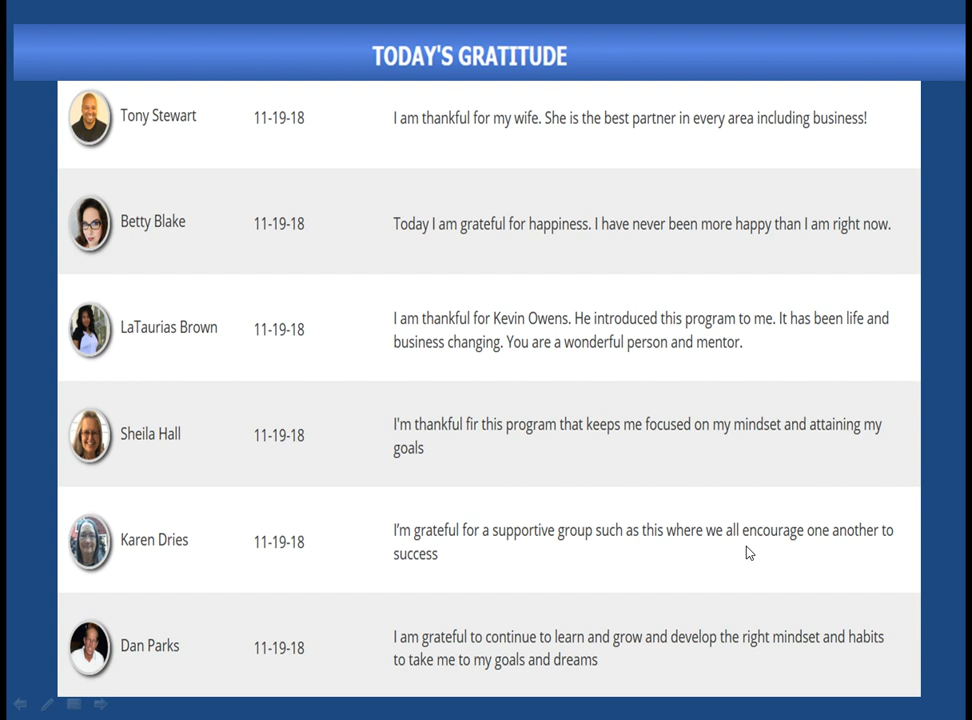 TODAY'S GRATITUDE
Tony Stewart 11-19-18 I am thankful for my wife. She is the best partner in every area including business!
Betty Blake 11-19-18 Today I am grateful for happiness. I have never been more happy than I am right now.
LaTaurias Brown 11-19-18 I am thankful for Kevin Owens. He introduced this program to me. It has been life and
business changing. You are a wonderful person and mentor.
Sheila Hall 11-19-18 I'm thankful fir this program that keeps me focused on my mindset and attaining my
goals
Karen Dries 11-19-18 I’m grateful for a supportive group such as this where we all encourage one another to
success
Dan Parks 11-19-18 I am grateful to continue to learn and grow and develop the right mindset and habits
to take me to my goals and dreams